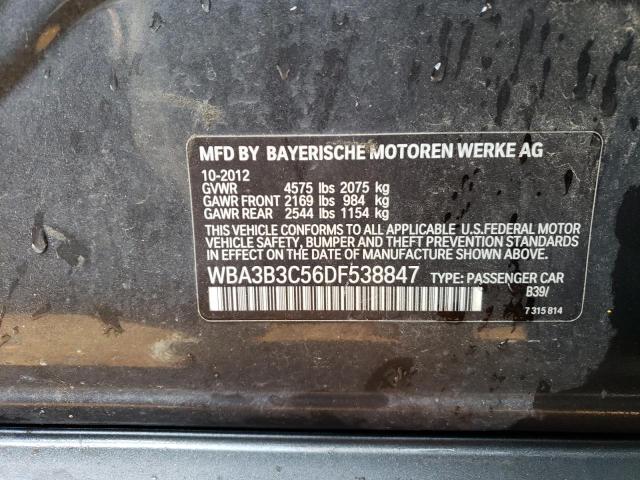 MFD BY BAYERISCHE MOTOREN WERKE AG
10-2012
GVWR 4575 lbs 2075 kg
GAWR FRONT 2169 lbs 984 kg
GAWR REAR 2544 lbs 1154 kg
THIS VEHICLE CONFORMS TO ALL APPLICABLE U.S.FEDERAL MOTOR
VEHICLE SAFETY, BUMPER AND THEFT PREVENTION STANDARDS
IN EFFECT ON THE DATE OF MANUFACTURE SHOWN ABOVE.
WBA3B3C56DF538847 TYPE: PASSENGER CAR
B39/
7 315 814